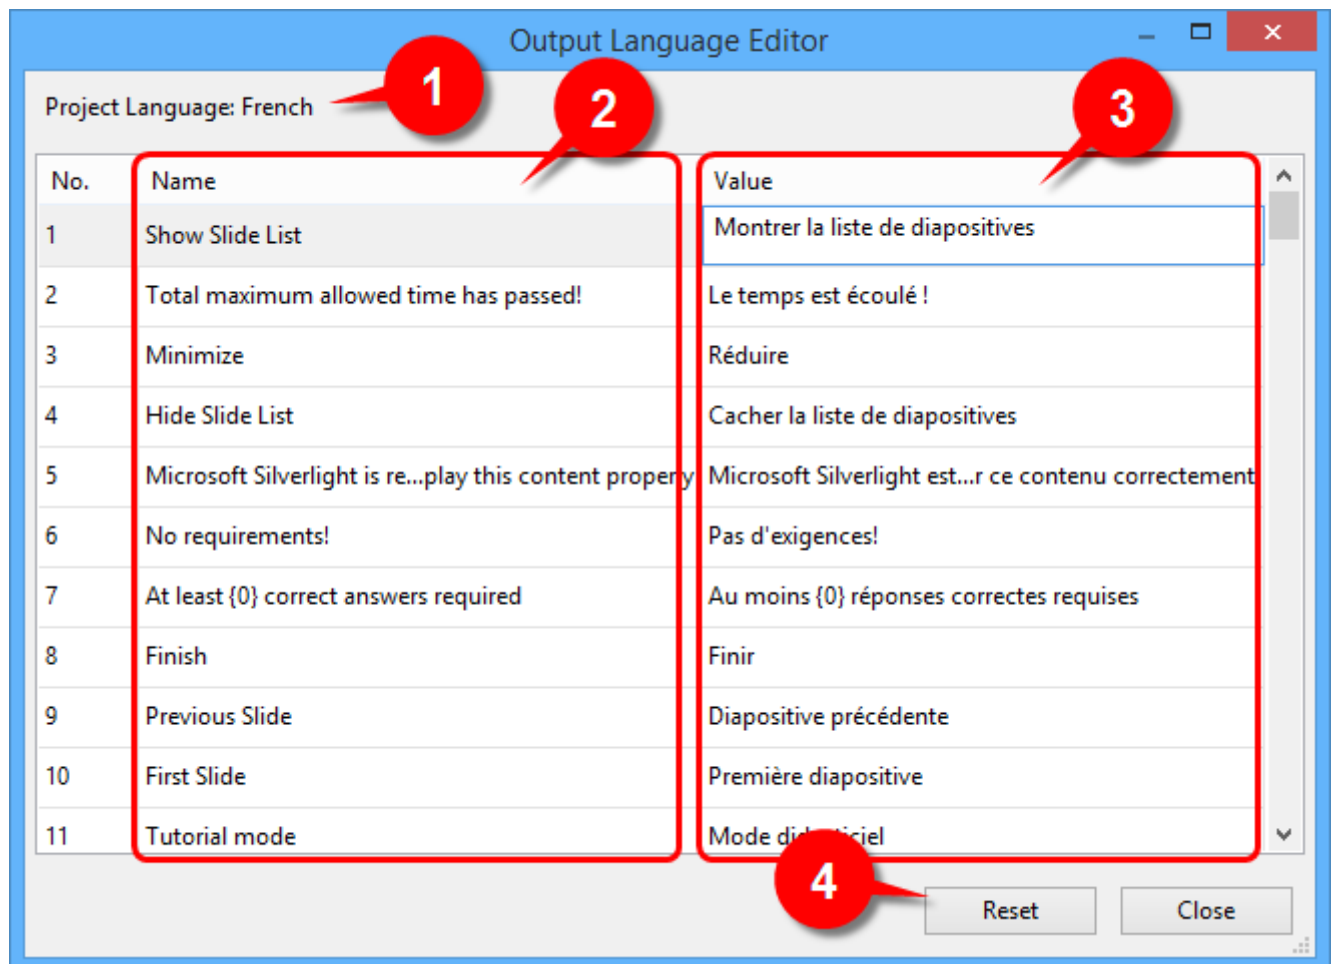 Output Language Editor
Project Language: French
1
2
3
No. Name Value
1 Show Slide List Montrer la liste de diapositives
2 Total maximum allowed time has passed! Le temps est écoulé !
3 Minimize Réduire
4 Hide Slide List Cacher la liste de diapositives
5 Microsoft Silverlight is re...play this content property Microsoft Silverlight est...r ce contenu correctement
6 No requirements! Pas d'exigences!
7 At least {0} correct answers required Au moins {0} réponses correctes requises
8 Finish Finir
9 Previous Slide Diapositive précédente
10 First Slide Première diapositive
11 Tutorial mode Mode didacticiel
4
Reset Close